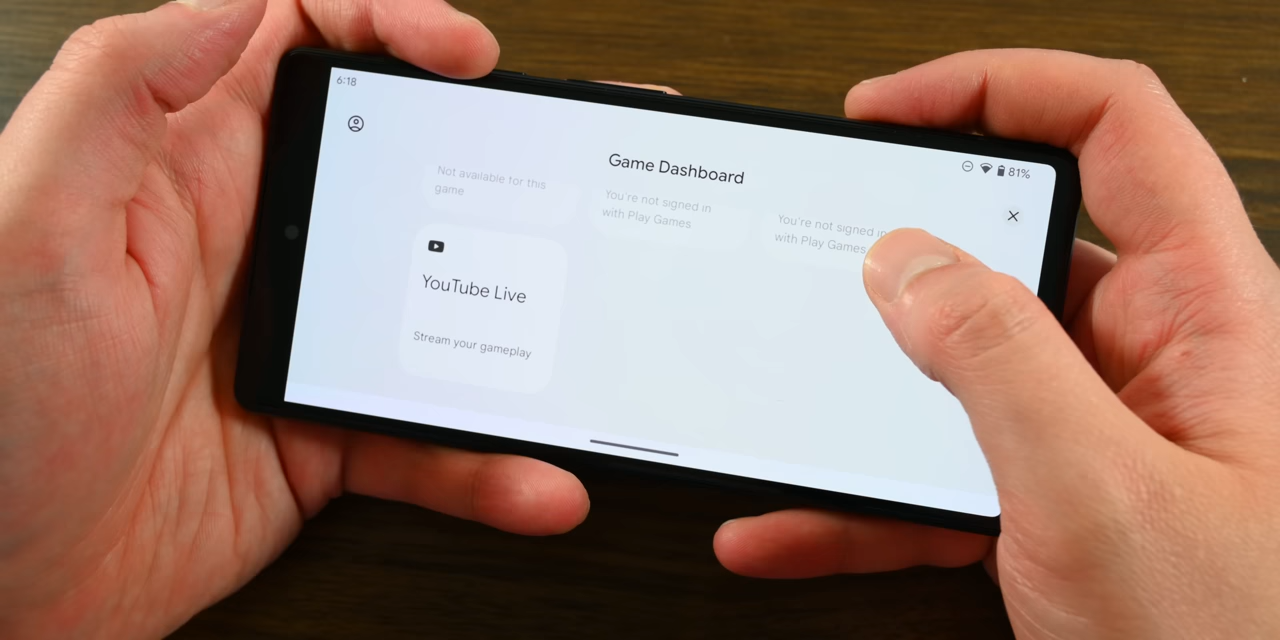 6:18
81%
Game Dashboard
Not available for this
game
You're not signed in
with Play Games
You're not signed in
with Play Games
YouTube Live
Stream your gameplay